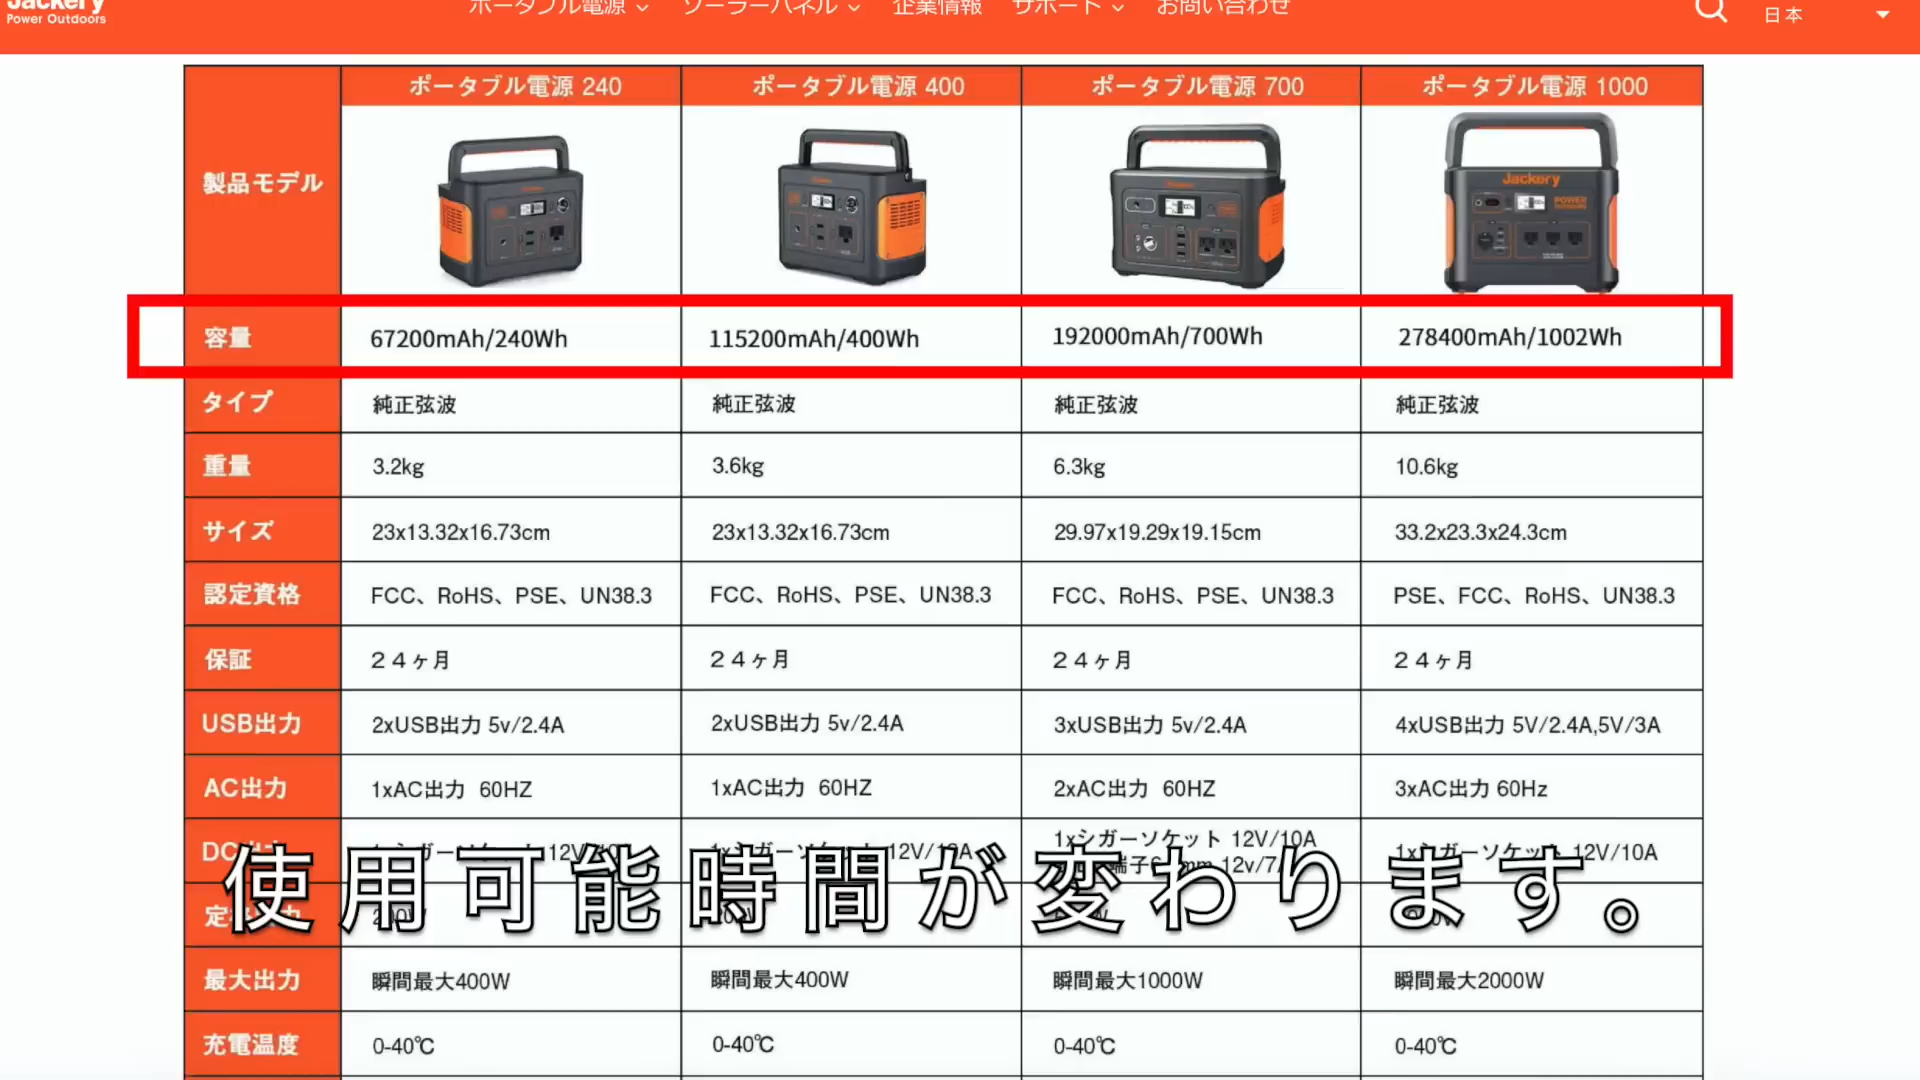 Jackery
Power Outdoors
ポータブル電源 ソーラーパネル 企業情報 サポート お問い合わせ
日本
製品モデル ポータブル電源 240 ポータブル電源 400 ポータブル電源 700 ポータブル電源 1000
Jackery
容量 67200mAh/240Wh 115200mAh/400Wh 192000mAh/700Wh 278400mAh/1002Wh
タイプ 純正弦波 純正弦波 純正弦波 純正弦波
重量 3.2kg 3.6kg 6.3kg 10.6kg
サイズ 23x13.32x16.73cm 23x13.32x16.73cm 29.97x19.29x19.15cm 33.2x23.3x24.3cm
認定資格 FCC、RoHS、PSE、UN38.3 FCC、RoHS、PSE、UN38.3 FCC、RoHS、PSE、UN38.3 PSE、FCC、RoHS、UN38.3
保証 24ヶ月 24ヶ月 24ヶ月 24ヶ月
USB出力 2xUSB出力 5v/2.4A 2xUSB出力 5v/2.4A 3xUSB出力 5v/2.4A 4xUSB出力 5V/2.4A,5V/3A
AC出力 1xAC出力 60HZ 1xAC出力 60HZ 2xAC出力 60HZ 3xAC出力 60Hz
1xシガーソケット 12V/10A 1xシガーソケット 12V/10A
使用可能時間が変わります。
最大出力 瞬間最大400W 瞬間最大400W 瞬間最大1000W 瞬間最大2000W
充電温度 0-40℃ 0-40℃ 0-40℃ 0-40℃